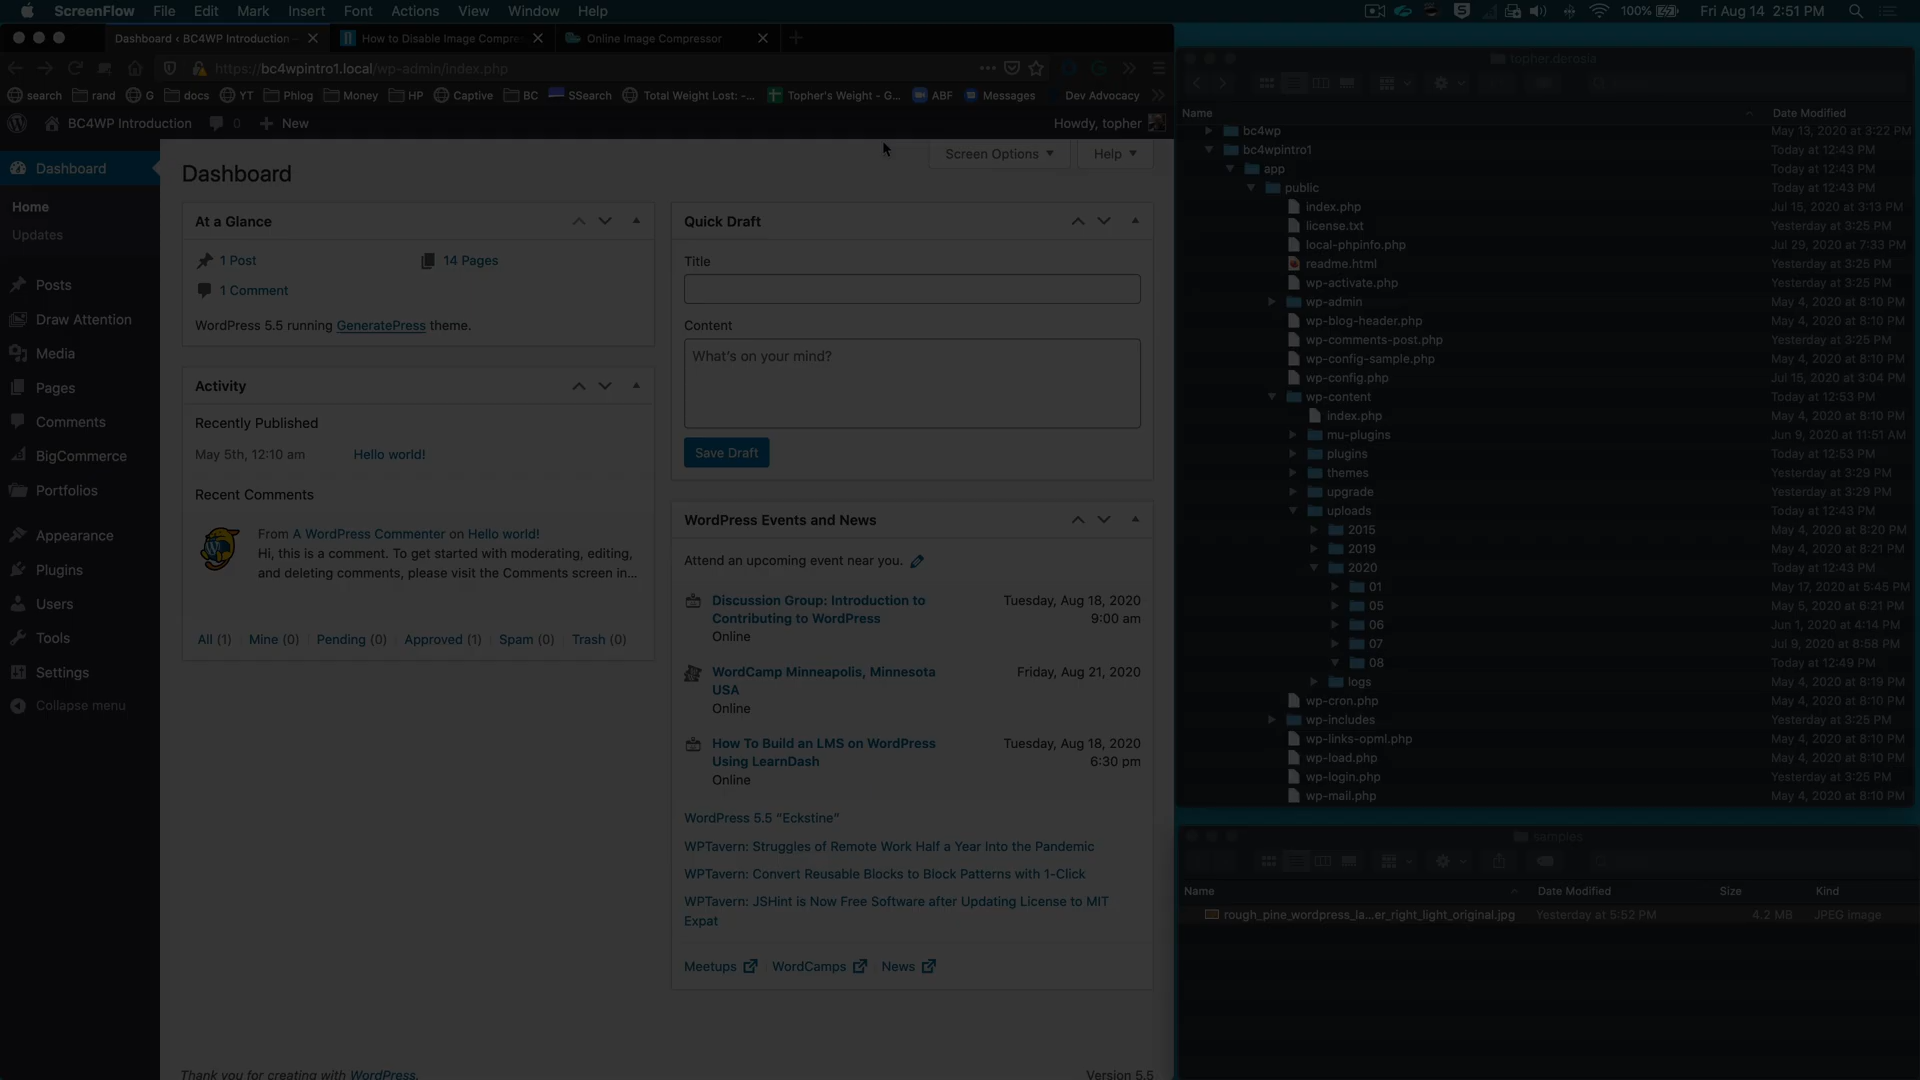 ScreenFlow File Edit Mark Insert Font Actions View Window Help 100% Fri Aug 14 2:51 PM
Dashboard ‹ BC4WP Introduction How to Disable Image Compre Online Image Compressor
https://bc4wpintro1.local/wp-admin/index.php
search rand G docs YT Phlog Money HP Captive BC SSearch Total Weight Lost: -... Topher's Weight - G... ABF Messages Dev Advocacy
BC4WP Introduction 0 New Howdy, topher
Dashboard
Home
Updates
Posts
Draw Attention
Media
Pages
Comments
BigCommerce
Portfolios
Appearance
Plugins
Users
Tools
Settings
Collapse menu
Screen Options Help
Dashboard
At a Glance
1 Post 14 Pages
1 Comment
WordPress 5.5 running GeneratePress theme.
Activity
Recently Published
May 5th, 12:10 am Hello world!
Recent Comments
From A WordPress Commenter on Hello world!
Hi, this is a comment. To get started with moderating, editing,
and deleting comments, please visit the Comments screen in...
All (1) Mine (0) Pending (0) Approved (1) Spam (0) Trash (0)
Quick Draft
Title
Content
What's on your mind?
Save Draft
WordPress Events and News
Attend an upcoming event near you.
Discussion Group: Introduction to Tuesday, Aug 18, 2020
Contributing to WordPress 9:00 am
Online
WordCamp Minneapolis, Minnesota Friday, Aug 21, 2020
USA
Online
How To Build an LMS on WordPress Tuesday, Aug 18, 2020
Using LearnDash 6:30 pm
Online
WordPress 5.5 “Eckstine”
WPTavern: Struggles of Remote Work Half a Year Into the Pandemic
WPTavern: Convert Reusable Blocks to Block Patterns with 1-Click
WPTavern: JSHint is Now Free Software after Updating License to MIT
Expat
Meetups WordCamps News
Thank you for creating with WordPress. Version 5.5
topher.derosia
Name Date Modified
bc4wp May 13, 2020 at 3:22 PM
bc4wpintro1 Today at 12:43 PM
app Today at 12:43 PM
public Today at 12:43 PM
index.php Jul 15, 2020 at 3:13 PM
license.txt Yesterday at 3:25 PM
local-phpinfo.php Jul 29, 2020 at 7:33 PM
readme.html Yesterday at 3:25 PM
wp-activate.php Yesterday at 3:25 PM
wp-admin May 4, 2020 at 8:10 PM
wp-blog-header.php May 4, 2020 at 8:10 PM
wp-comments-post.php Yesterday at 3:25 PM
wp-config-sample.php May 4, 2020 at 8:10 PM
wp-config.php Jul 15, 2020 at 3:04 PM
wp-content Today at 12:53 PM
index.php May 4, 2020 at 8:10 PM
mu-plugins Jun 9, 2020 at 11:51 AM
plugins Today at 12:53 PM
themes Yesterday at 3:29 PM
upgrade Yesterday at 3:29 PM
uploads Today at 12:43 PM
2015 May 4, 2020 at 8:20 PM
2019 May 4, 2020 at 8:21 PM
2020 Today at 12:43 PM
01 May 17, 2020 at 5:45 PM
05 May 5, 2020 at 6:21 PM
06 Jun 1, 2020 at 4:14 PM
07 Jul 9, 2020 at 8:58 PM
08 Today at 12:49 PM
logs May 4, 2020 at 8:19 PM
wp-cron.php May 4, 2020 at 8:10 PM
wp-includes Yesterday at 3:25 PM
wp-links-opml.php May 4, 2020 at 8:10 PM
wp-load.php May 4, 2020 at 8:10 PM
wp-login.php Yesterday at 3:25 PM
wp-mail.php May 4, 2020 at 8:10 PM
samples
Name Date Modified Size Kind
rough_pine_wordpress_la...er_right_light_original.jpg Yesterday at 5:52 PM 4.2 MB JPEG image